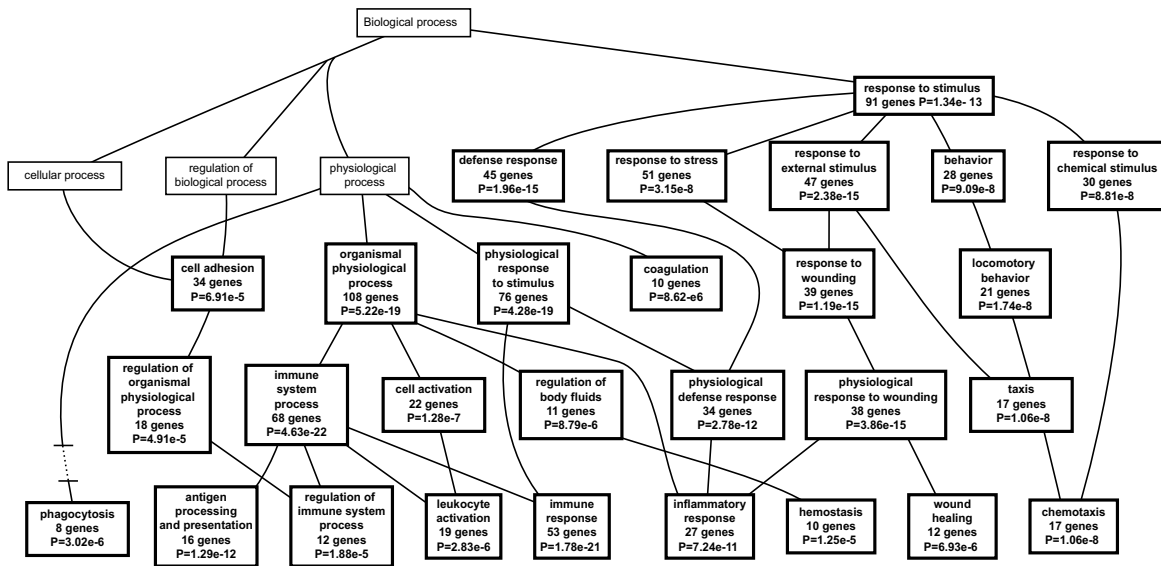 Biological process
response to stimulus
91 genes P=1.34e- 13
cellular process
regulation of
biological process
physiological
process
defense response
45 genes
P=1.96e-15
response to stress
51 genes
P=3.15e-8
response to
external stimulus
47 genes
P=2.38e-15
behavior
28 genes
P=9.09e-8
response to
chemical stimulus
30 genes
P=8.81e-8
cell adhesion
34 genes
P=6.91e-5
organismal
physiological
process
108 genes
P=5.22e-19
physiological
response
to stimulus
76 genes
P=4.28e-19
coagulation
10 genes
P=8.62-e6
response to
wounding
39 genes
P=1.19e-15
locomotory
behavior
21 genes
P=1.74e-8
regulation of
organismal
physiological
process
18 genes
P=4.91e-5
immune
system
process
68 genes
P=4.63e-22
cell activation
22 genes
P=1.28e-7
regulation of
body fluids
11 genes
P=8.79e-6
physiological
defense response
34 genes
P=2.78e-12
physiological
response to wounding
38 genes
P=3.86e-15
taxis
17 genes
P=1.06e-8
phagocytosis
8 genes
P=3.02e-6
antigen
processing
and presentation
16 genes
P=1.29e-12
regulation of
immune system
process
12 genes
P=1.88e-5
leukocyte
activation
19 genes
P=2.83e-6
immune
response
53 genes
P=1.78e-21
inflammatory
response
27 genes
P=7.24e-11
hemostasis
10 genes
P=1.25e-5
wound
healing
12 genes
P=6.93e-6
chemotaxis
17 genes
P=1.06e-8